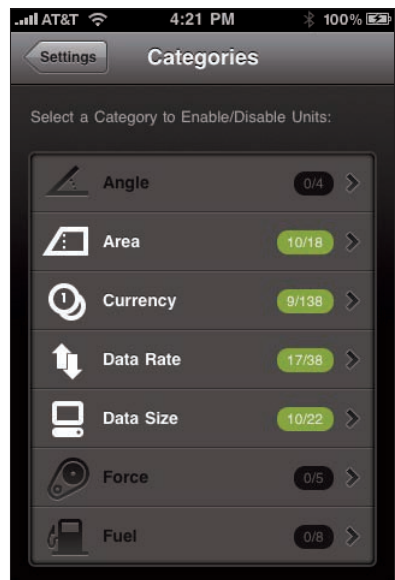 AT&T 4:21 PM 100%
Settings Categories
Select a Category to Enable/Disable Units:
Angle 0/4
Area 10/18
1 Currency 9/138
Data Rate 17/38
Data Size 10/22
Force 0/5
Fuel 0/8